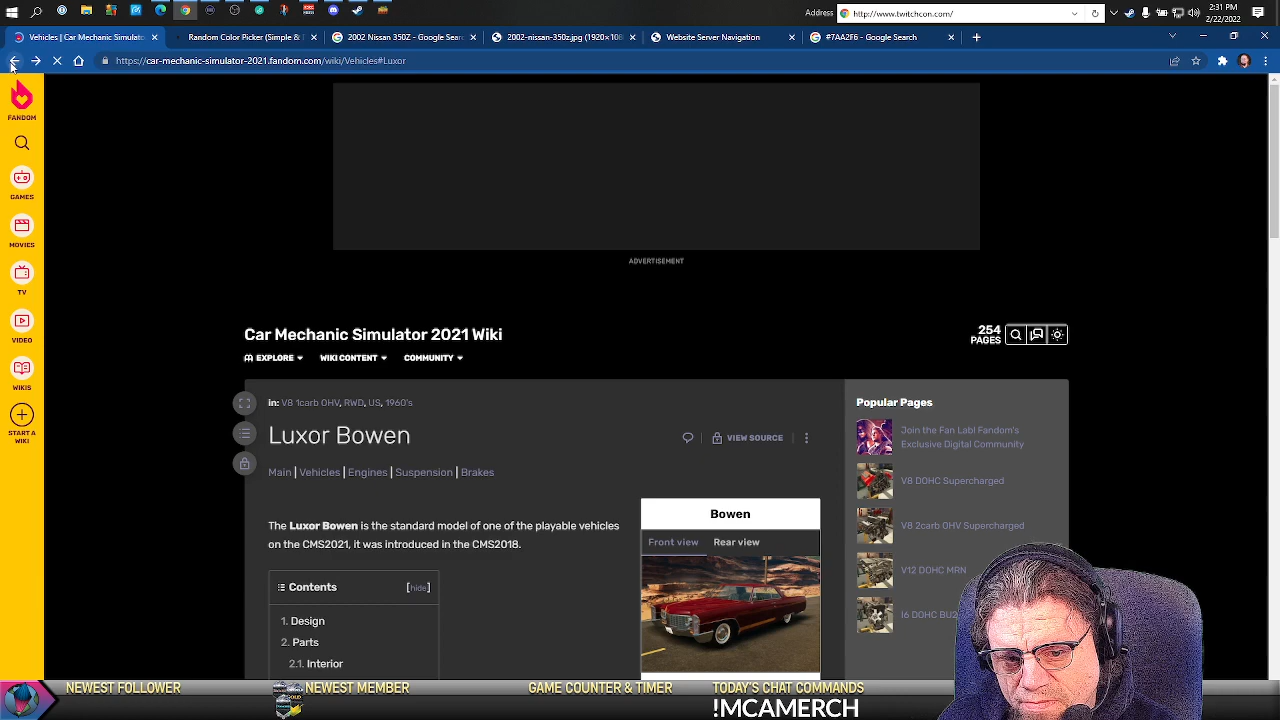 Address
http://www.twitchcon.com/
2:31 PM
2/22/2022
Vehicles | Car Mechanic Simulato
Random Color Picker (Simple &
2002 Nissan 350Z - Google Searc
2002-nissan-350z.jpg (1920×108
Website Server Navigation
#7AA2F6 - Google Search
https://car-mechanic-simulator-2021.fandom.com/wiki/Vehicles#Luxor
FANDOM
GAMES
MOVIES
TV
VIDEO
WIKIS
START A
WIKI
ADVERTISEMENT
Car Mechanic Simulator 2021 Wiki
254
PAGES
EXPLORE
WIKI CONTENT
COMMUNITY
in: V8 1carb OHV, RWD, US, 1960's
Luxor Bowen
VIEW SOURCE
Main | Vehicles | Engines | Suspension | Brakes
The Luxor Bowen is the standard model of one of the playable vehicles
on the CMS2021, it was introduced in the CMS2018.
Contents [hide]
1. Design
2. Parts
2.1. Interior
Bowen
Front view
Rear view
Popular Pages
Join the Fan Lab! Fandom's
Exclusive Digital Community
V8 DOHC Supercharged
V8 2carb OHV Supercharged
V12 DOHC MRN
I6 DOHC BU2
NEWEST FOLLOWER
GOLD
NEWEST MEMBER
GAME COUNTER & TIMER
TODAY'S CHAT COMMANDS
!MCAMERCH